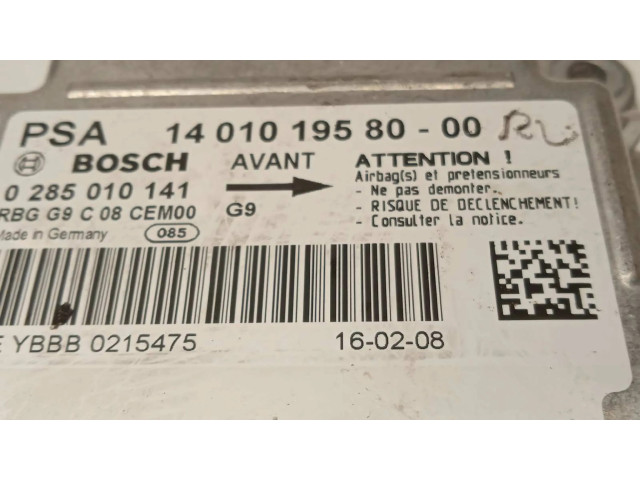 PSA 14 010 195 80 - 00
BOSCH AVANT
0 285 010 141
RBG G9 C 08 CEM00 G9
Made in Germany 085
ATTENTION !
Airbag(s) et pretensionneurs
- Ne pas demonter.
- RISQUE DE DECLENCHEMENT!
- Consulter la notice.
YBBB 0215475
16-02-08